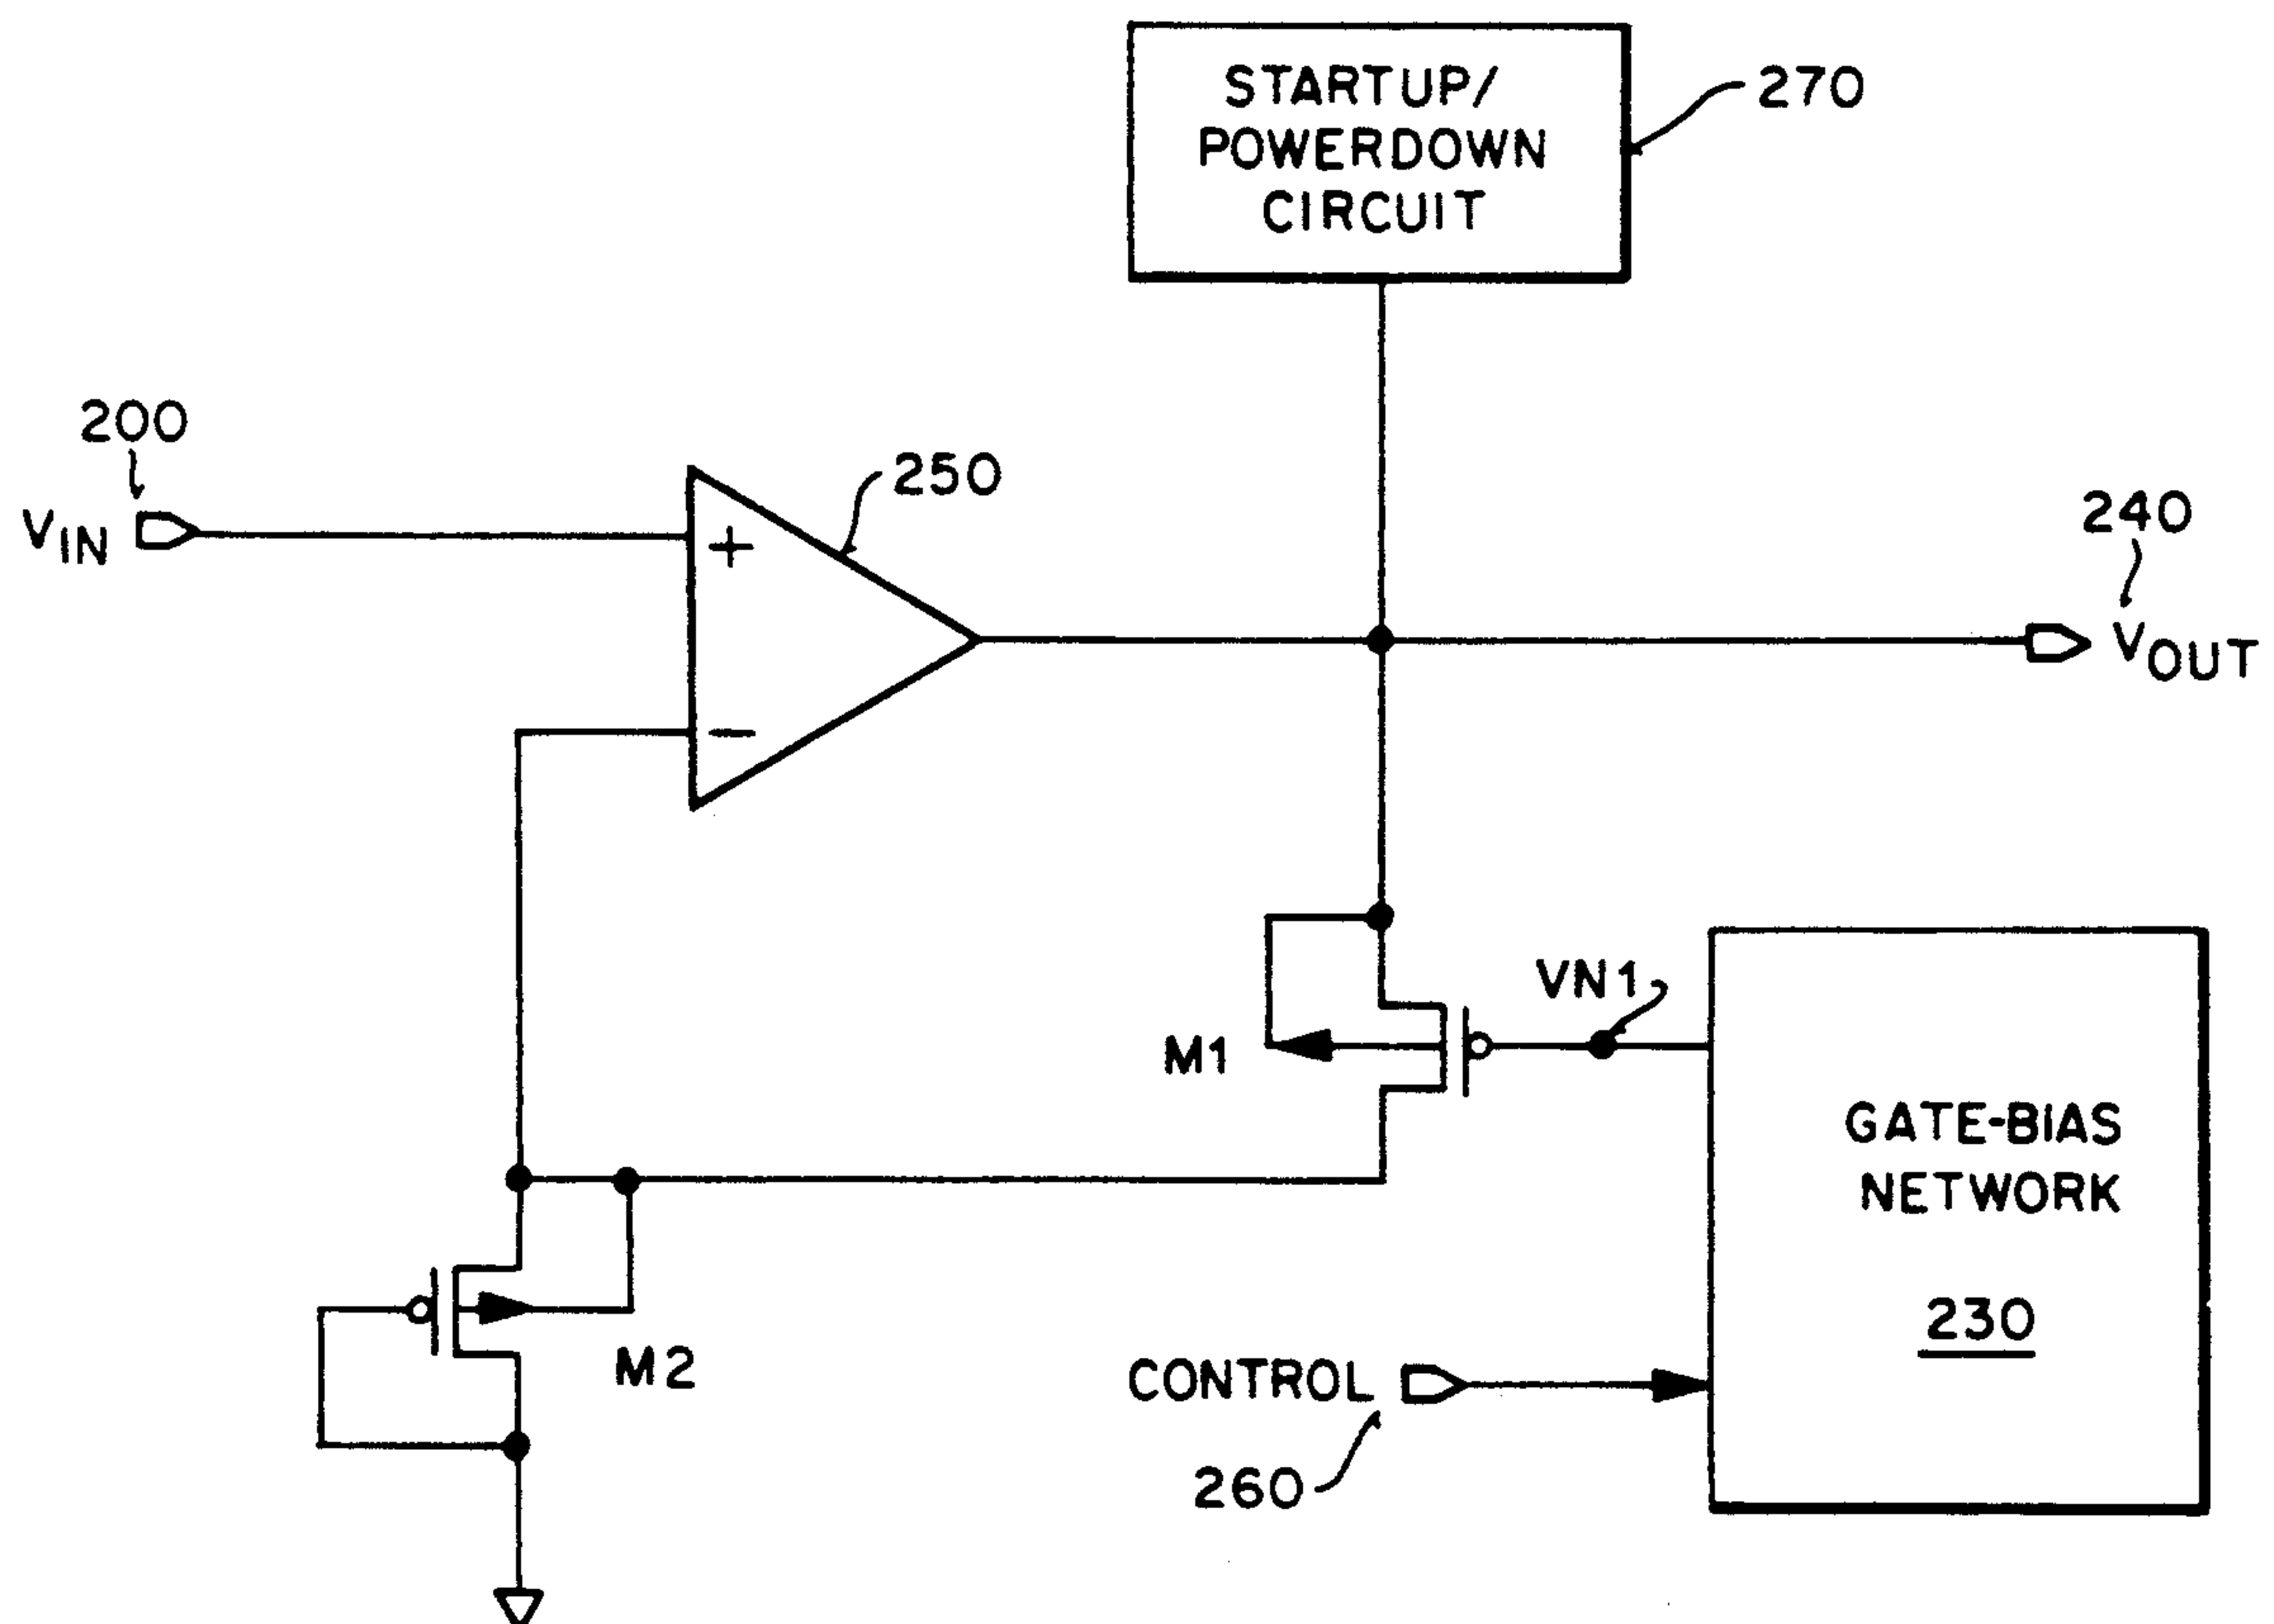 STARTUP/
POWERDOWN
CIRCUIT
270
200
VIN
+
250
240
VOUT
−
VN1
M1
GATE-BIAS
NETWORK
230
M2
CONTROL
260